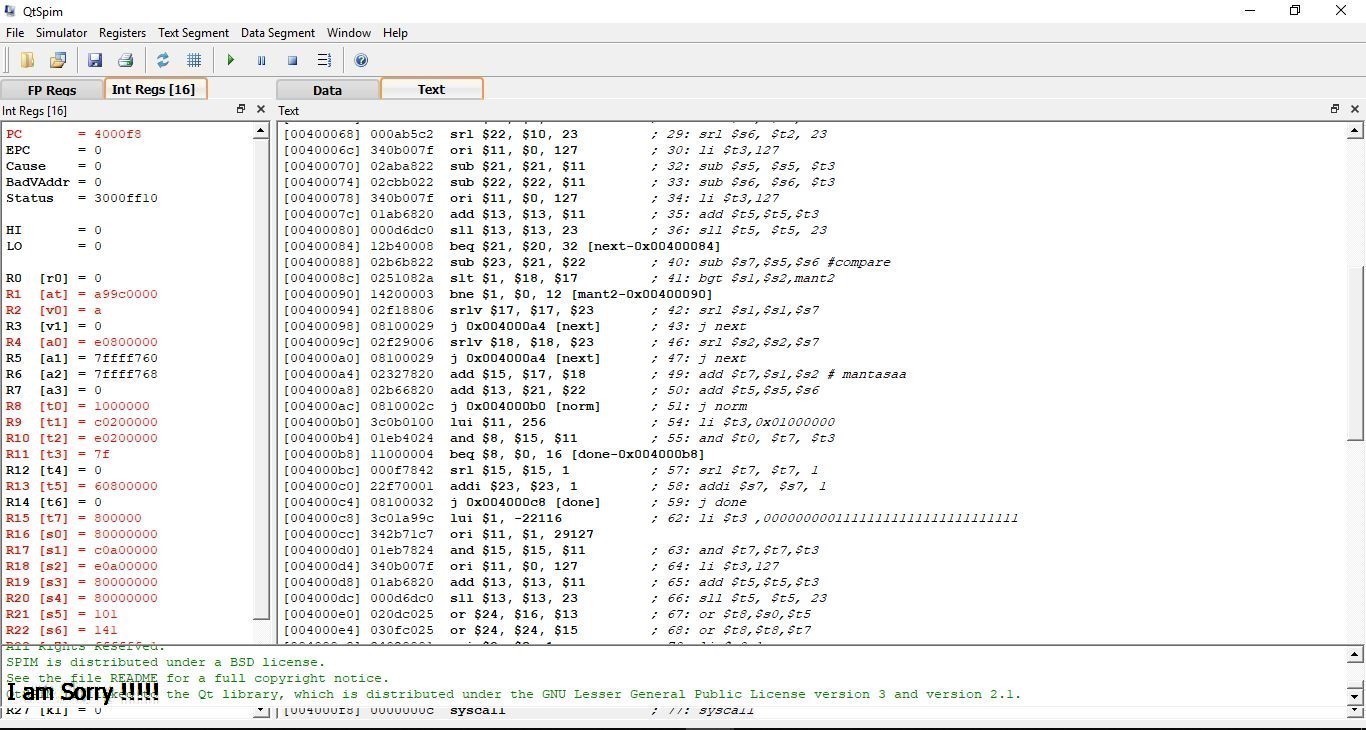 QtSpim
File Simulator Registers Text Segment Data Segment Window Help
FP Regs Int Regs [16] Data Text
Int Regs [16] Text
PC = 4000f8
EPC = 0
Cause = 0
BadVAddr = 0
Status = 3000ff10
HI = 0
LO = 0
R0 [r0] = 0
R1 [at] = a99c0000
R2 [v0] = a
R3 [v1] = 0
R4 [a0] = e0800000
R5 [a1] = 7ffff760
R6 [a2] = 7ffff768
R7 [a3] = 0
R8 [t0] = 1000000
R9 [t1] = c0200000
R10 [t2] = e0200000
R11 [t3] = 7f
R12 [t4] = 0
R13 [t5] = 60800000
R14 [t6] = 0
R15 [t7] = 800000
R16 [s0] = 80000000
R17 [s1] = c0a00000
R18 [s2] = e0a00000
R19 [s3] = 80000000
R20 [s4] = 80000000
R21 [s5] = 101
R22 [s6] = 141
[00400068] 000ab5c2 srl $22, $10, 23 ; 29: srl $s6, $t2, 23
[0040006c] 340b007f ori $11, $0, 127 ; 30: li $t3,127
[00400070] 02aba822 sub $21, $21, $11 ; 32: sub $s5, $s5, $t3
[00400074] 02cbb022 sub $22, $22, $11 ; 33: sub $s6, $s6, $t3
[00400078] 340b007f ori $11, $0, 127 ; 34: li $t3,127
[0040007c] 01ab6820 add $13, $13, $11 ; 35: add $t5,$t5,$t3
[00400080] 000d6dc0 sll $13, $13, 23 ; 36: sll $t5, $t5, 23
[00400084] 12b40008 beq $21, $20, 32 [next-0x00400084]
[00400088] 02b6b822 sub $23, $21, $22 ; 40: sub $s7,$s5,$s6 #compare
[0040008c] 0251082a slt $1, $18, $17 ; 41: bgt $s1,$s2,mant2
[00400090] 14200003 bne $1, $0, 12 [mant2-0x00400090]
[00400094] 02f18806 srlv $17, $17, $23 ; 42: srl $s1,$s1,$s7
[00400098] 08100029 j 0x004000a4 [next] ; 43: j next
[0040009c] 02f29006 srlv $18, $18, $23 ; 46: srl $s2,$s2,$s7
[004000a0] 08100029 j 0x004000a4 [next] ; 47: j next
[004000a4] 02327820 add $15, $17, $18 ; 49: add $t7,$s1,$s2 # mantasaa
[004000a8] 02b66820 add $13, $21, $22 ; 50: add $t5,$s5,$s6
[004000ac] 0810002c j 0x004000b0 [norm] ; 51: j norm
[004000b0] 3c0b0100 lui $11, 256 ; 54: li $t3,0x01000000
[004000b4] 01eb4024 and $8, $15, $11 ; 55: and $t0, $t7, $t3
[004000b8] 11000004 beq $8, $0, 16 [done-0x004000b8]
[004000bc] 000f7842 srl $15, $15, 1 ; 57: srl $t7, $t7, 1
[004000c0] 22f70001 addi $23, $23, 1 ; 58: addi $s7, $s7, 1
[004000c4] 08100032 j 0x004000c8 [done] ; 59: j done
[004000c8] 3c01a99c lui $1, -22116 ; 62: li $t3 ,00000000011111111111111111111111
[004000cc] 342b71c7 ori $11, $1, 29127
[004000d0] 01eb7824 and $15, $15, $11 ; 63: and $t7,$t7,$t3
[004000d4] 340b007f ori $11, $0, 127 ; 64: li $t3,127
[004000d8] 01ab6820 add $13, $13, $11 ; 65: add $t5,$t5,$t3
[004000dc] 000d6dc0 sll $13, $13, 23 ; 66: sll $t5, $t5, 23
[004000e0] 020dc025 or $24, $16, $13 ; 67: or $t8,$s0,$t5
[004000e4] 030fc025 or $24, $24, $15 ; 68: or $t8,$t8,$t7
All Rights Reserved.
SPIM is distributed under a BSD license.
See the file README for a full copyright notice.
I am Sorry !!!!! the Qt library, which is distributed under the GNU Lesser General Public License version 3 and version 2.1.
R27 [k1] = 0 [004000f8] 0000000c syscall ; 77: syscall